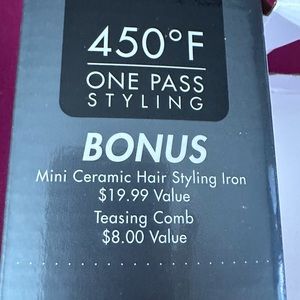 450°F
ONE PASS
STYLING
BONUS
Mini Ceramic Hair Styling Iron
$19.99 Value
Teasing Comb
$8.00 Value